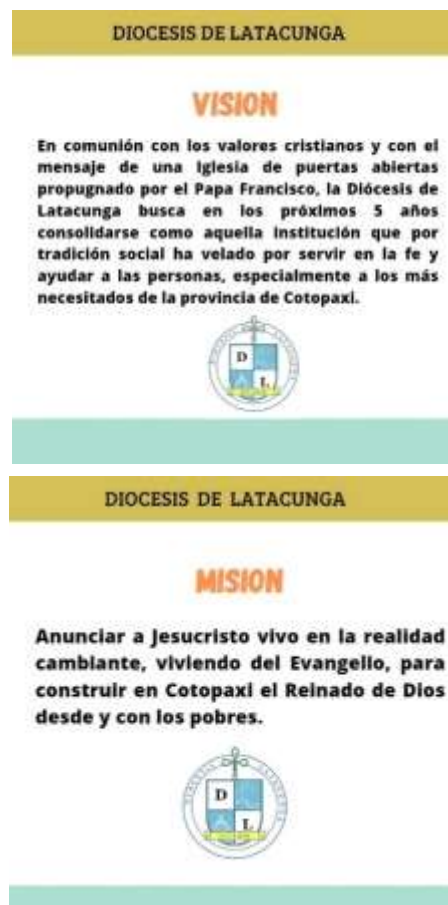 DIOCESIS DE LATACUNGA
VISION
En comunión con los valores cristianos y con el
mensaje de una Iglesia de puertas abiertas
propugnado por el Papa Francisco, la Diócesis de
Latacunga busca en los próximos 5 años
consolidarse como aquella institución que por
tradición social ha velado por servir en la fe y
ayudar a las personas, especialmente a los más
necesitados de la provincia de Cotopaxi.
D
L
DIOCESIS DE LATACUNGA
MISION
Anunciar a Jesucristo vivo en la realidad
cambiante, viviendo del Evangelio, para
construir en Cotopaxi el Reinado de Dios
desde y con los pobres.
D
L